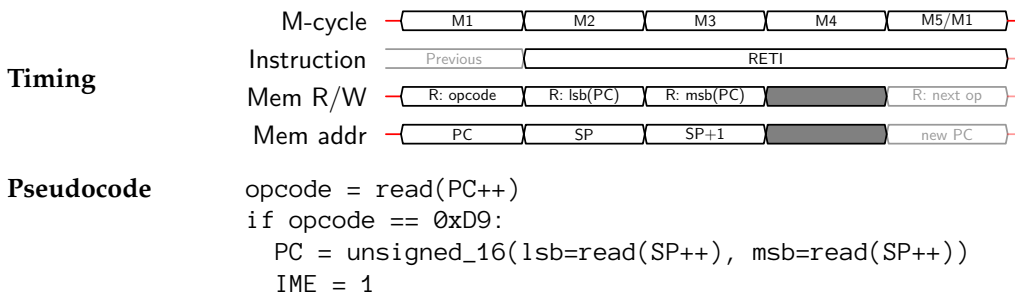 M-cycle M1 M2 M3 M4 M5/M1
Instruction Previous RETI
Timing
Mem R/W R: opcode R: lsb(PC) R: msb(PC) R: next op
Mem addr PC SP SP+1 new PC
Pseudocode opcode = read(PC++)
if opcode == 0xD9:
  PC = unsigned_16(lsb=read(SP++), msb=read(SP++))
  IME = 1